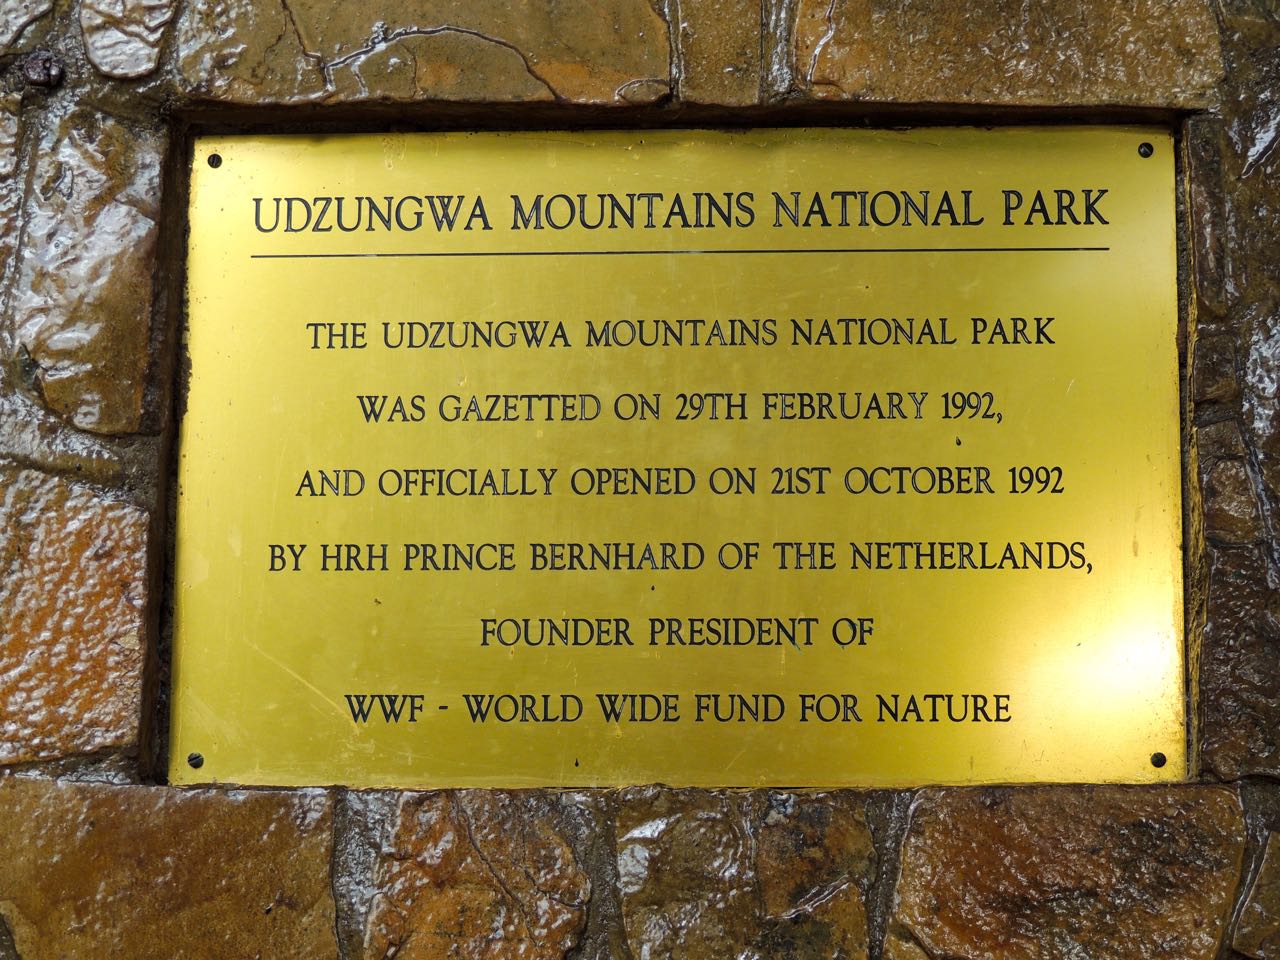 UDZUNGWA MOUNTAINS NATIONAL PARK
THE UDZUNGWA MOUNTAINS NATIONAL PARK
WAS GAZETTED ON 29TH FEBRUARY 1992,
AND OFFICIALLY OPENED ON 21ST OCTOBER 1992
BY HRH PRINCE BERNHARD OF THE NETHERLANDS,
FOUNDER PRESIDENT OF
WWF - WORLD WIDE FUND FOR NATURE